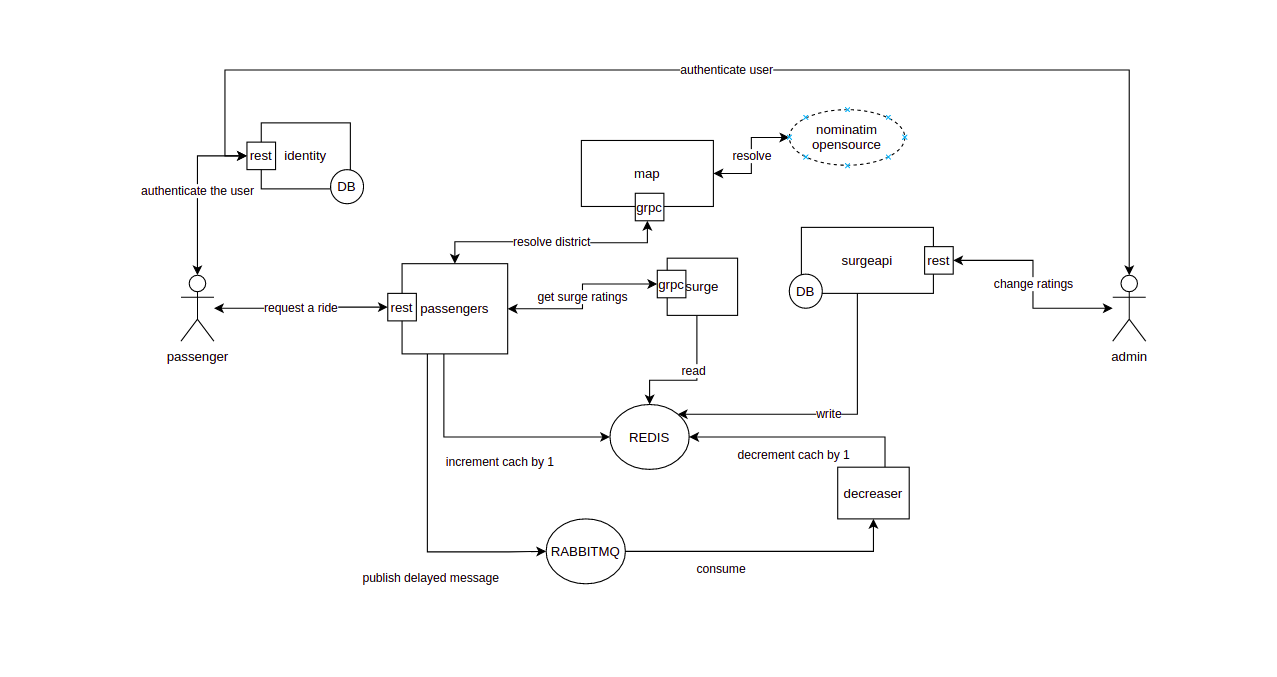 authenticate user
nominatim
opensource
rest
identity
resolve
map
DB
authenticate the user
grpc
resolve district
surgeapi
rest
grpc
surge
change ratings
DB
get surge ratings
rest
passengers
request a ride
passenger
admin
read
write
REDIS
increment cach by 1
decrement cach by 1
decreaser
RABBITMQ
consume
publish delayed message